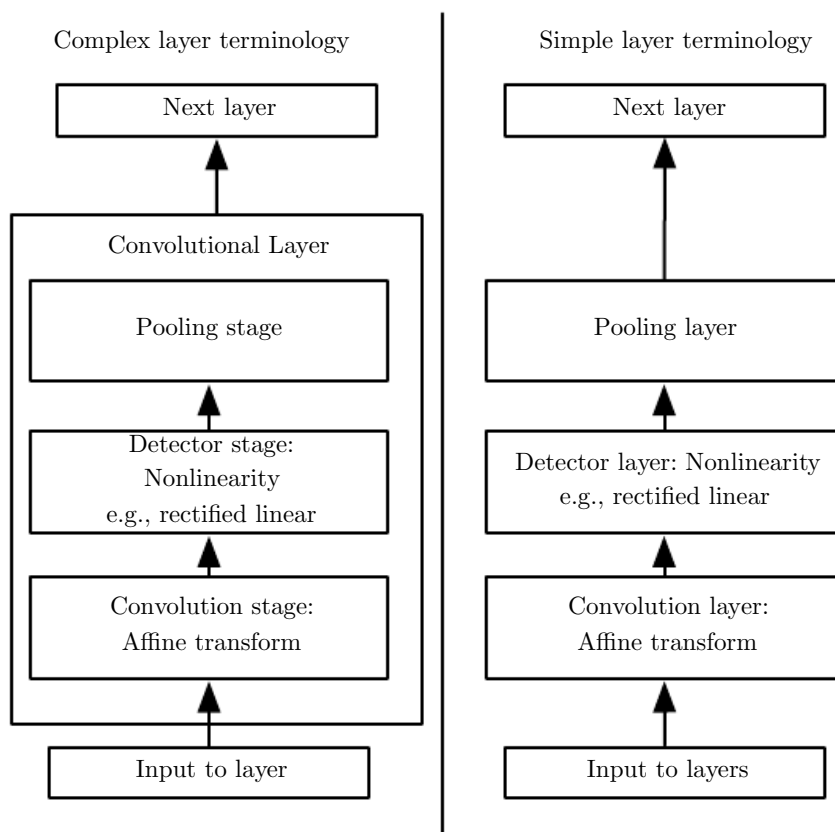 Complex layer terminology
Next layer
Convolutional Layer
Pooling stage
Detector stage:
Nonlinearity
e.g., rectified linear
Convolution stage:
Affine transform
Input to layer
Simple layer terminology
Next layer
Pooling layer
Detector layer: Nonlinearity
e.g., rectified linear
Convolution layer:
Affine transform
Input to layers